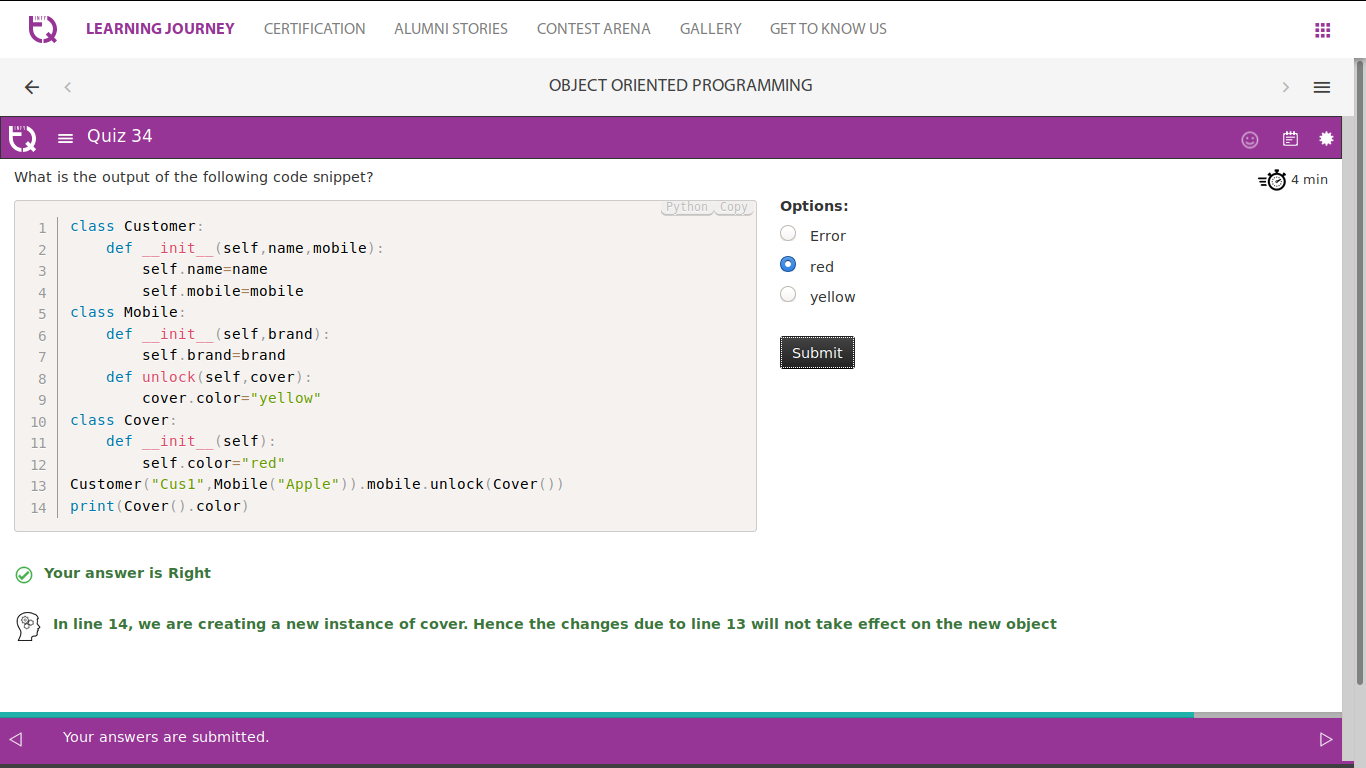 INFY TQ LEARNING JOURNEY CERTIFICATION ALUMNI STORIES CONTEST ARENA GALLERY GET TO KNOW US
OBJECT ORIENTED PROGRAMMING
INFY TQ Quiz 34
What is the output of the following code snippet?
4 min
Python Copy
1 class Customer:
2     def __init__(self,name,mobile):
3         self.name=name
4         self.mobile=mobile
5 class Mobile:
6     def __init__(self,brand):
7         self.brand=brand
8     def unlock(self,cover):
9         cover.color="yellow"
10 class Cover:
11     def __init__(self):
12         self.color="red"
13 Customer("Cus1",Mobile("Apple")).mobile.unlock(Cover())
14 print(Cover().color)
Options:
Error
red
yellow
Submit
Your answer is Right
In line 14, we are creating a new instance of cover. Hence the changes due to line 13 will not take effect on the new object
Your answers are submitted.